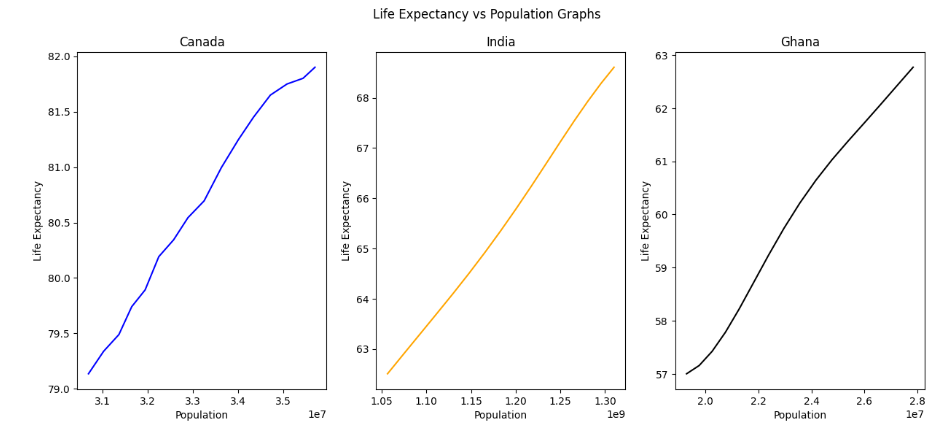 Life Expectancy vs Population Graphs
Canada
82.0
81.5
81.0
80.5
80.0
79.5
79.0
Life Expectancy
3.1 3.2 3.3 3.4 3.5
1e7
Population
India
68
67
66
65
64
63
Life Expectancy
1.05 1.10 1.15 1.20 1.25 1.30
1e9
Population
Ghana
63
62
61
60
59
58
57
Life Expectancy
2.0 2.2 2.4 2.6 2.8
1e7
Population